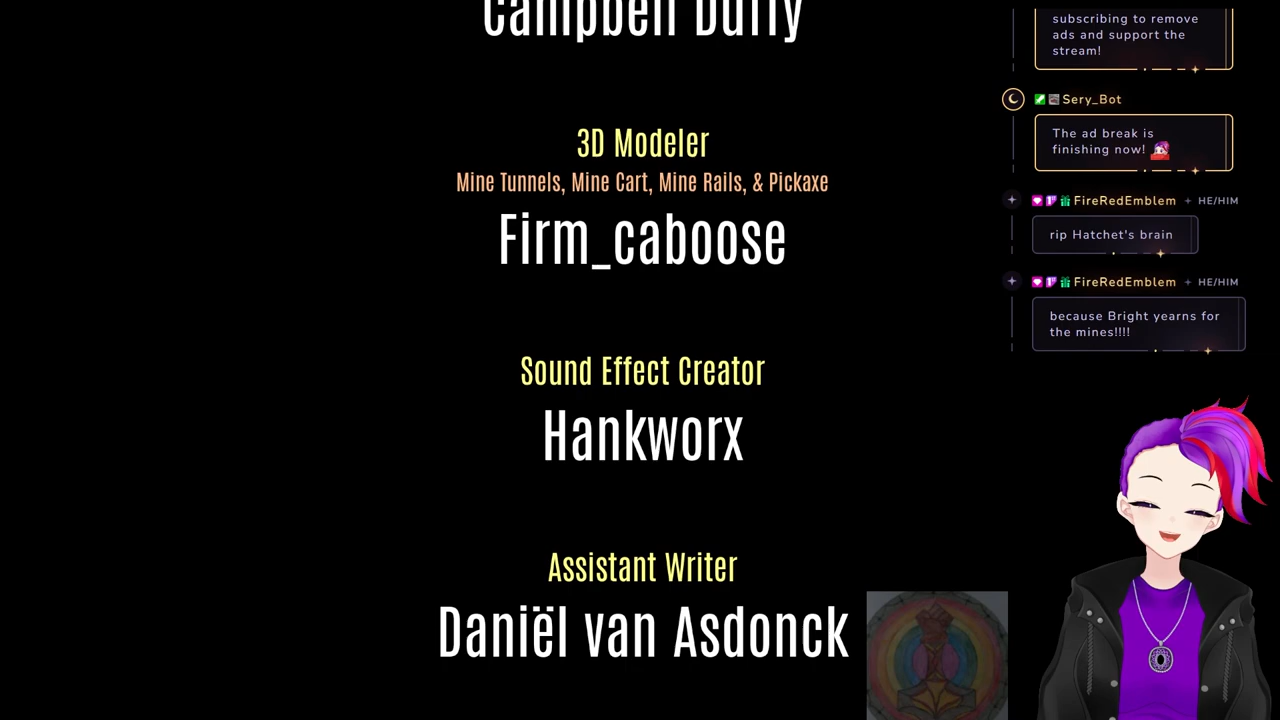 Campbell Duffy
3D Modeler
Mine Tunnels, Mine Cart, Mine Rails, & Pickaxe
Firm_caboose
Sound Effect Creator
Hankworx
Assistant Writer
Daniël van Asdonck
subscribing to remove
ads and support the
stream!
Sery_Bot
The ad break is
finishing now!
FireRedEmblem HE/HIM
rip Hatchet's brain
FireRedEmblem HE/HIM
because Bright yearns for
the mines!!!!